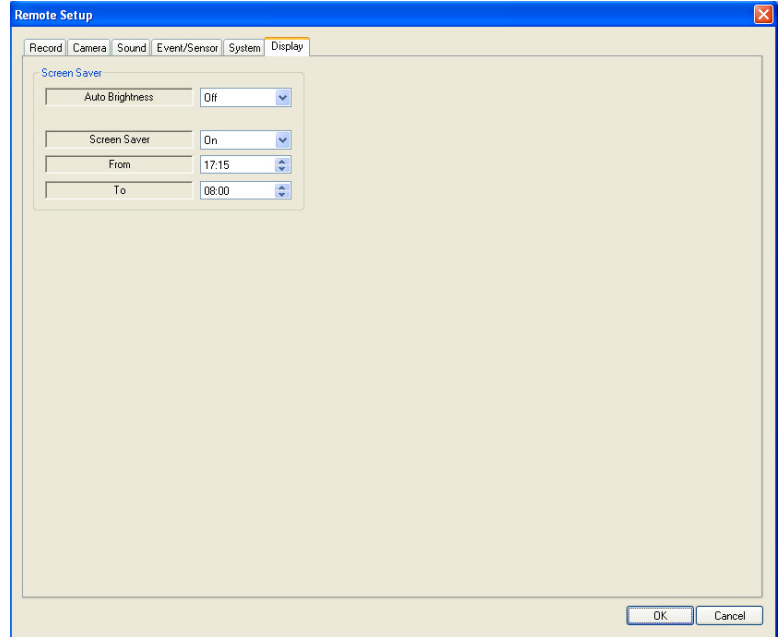 Remote Setup
Record Camera Sound Event/Sensor System Display
Screen Saver
Auto Brightness Off
Screen Saver On
From 17:15
To 08:00
OK Cancel